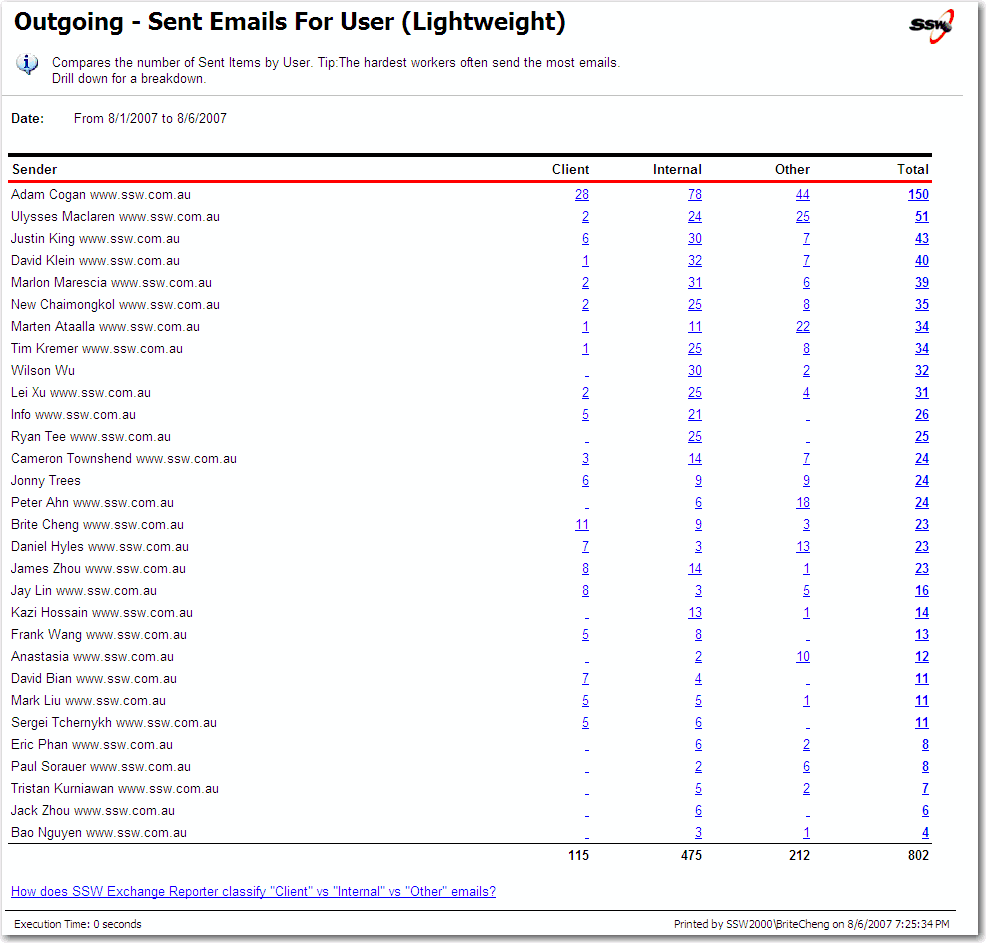 Outgoing - Sent Emails For User (Lightweight)
SSW
i
Compares the number of Sent Items by User. Tip:The hardest workers often send the most emails.
Drill down for a breakdown.
Date: From 8/1/2007 to 8/6/2007
Sender Client Internal Other Total
Adam Cogan www.ssw.com.au 28 78 44 150
Ulysses Maclaren www.ssw.com.au 2 24 25 51
Justin King www.ssw.com.au 6 30 7 43
David Klein www.ssw.com.au 1 32 7 40
Marlon Marescia www.ssw.com.au 2 31 6 39
New Chaimongkol www.ssw.com.au 2 25 8 35
Marten Ataalla www.ssw.com.au 1 11 22 34
Tim Kremer www.ssw.com.au 1 25 8 34
Wilson Wu - 30 2 32
Lei Xu www.ssw.com.au 2 25 4 31
Info www.ssw.com.au 5 21 - 26
Ryan Tee www.ssw.com.au - 25 - 25
Cameron Townshend www.ssw.com.au 3 14 7 24
Jonny Trees 6 9 9 24
Peter Ahn www.ssw.com.au - 6 18 24
Brite Cheng www.ssw.com.au 11 9 3 23
Daniel Hyles www.ssw.com.au 7 3 13 23
James Zhou www.ssw.com.au 8 14 1 23
Jay Lin www.ssw.com.au 8 3 5 16
Kazi Hossain www.ssw.com.au - 13 1 14
Frank Wang www.ssw.com.au 5 8 - 13
Anastasia www.ssw.com.au - 2 10 12
David Bian www.ssw.com.au 7 4 - 11
Mark Liu www.ssw.com.au 5 5 1 11
Sergei Tchernykh www.ssw.com.au 5 6 - 11
Eric Phan www.ssw.com.au - 6 2 8
Paul Sorauer www.ssw.com.au - 2 6 8
Tristan Kurniawan www.ssw.com.au - 5 2 7
Jack Zhou www.ssw.com.au - 6 - 6
Bao Nguyen www.ssw.com.au - 3 1 4
115 475 212 802
How does SSW Exchange Reporter classify "Client" vs "Internal" vs "Other" emails?
Execution Time: 0 seconds Printed by SSW2000\BriteCheng on 8/6/2007 7:25:34 PM